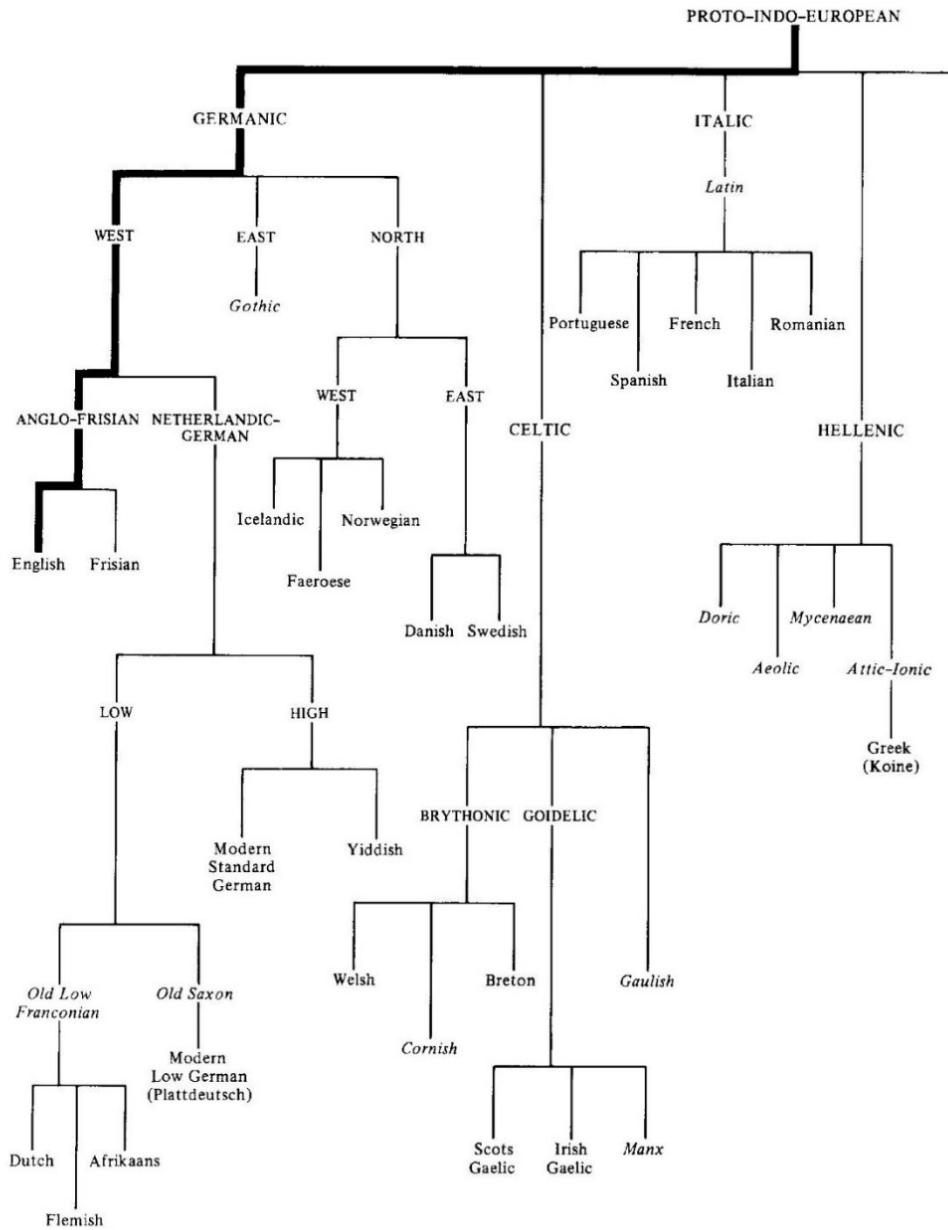 PROTO-INDO-EUROPEAN
GERMANIC
ITALIC
Latin
WEST
EAST
NORTH
Gothic
Portuguese
French
Romanian
Spanish
Italian
WEST
EAST
ANGLO-FRISIAN
NETHERLANDIC-
GERMAN
CELTIC
HELLENIC
Icelandic
Norwegian
English
Frisian
Faeroese
Danish
Swedish
Doric
Mycenaean
Aeolic
Attic-Ionic
LOW
HIGH
Greek
(Koine)
BRYTHONIC
GOIDELIC
Modern
Standard
German
Yiddish
Welsh
Breton
Gaulish
Old Low
Franconian
Old Saxon
Cornish
Modern
Low German
(Plattdeutsch)
Scots
Gaelic
Irish
Gaelic
Manx
Dutch
Afrikaans
Flemish